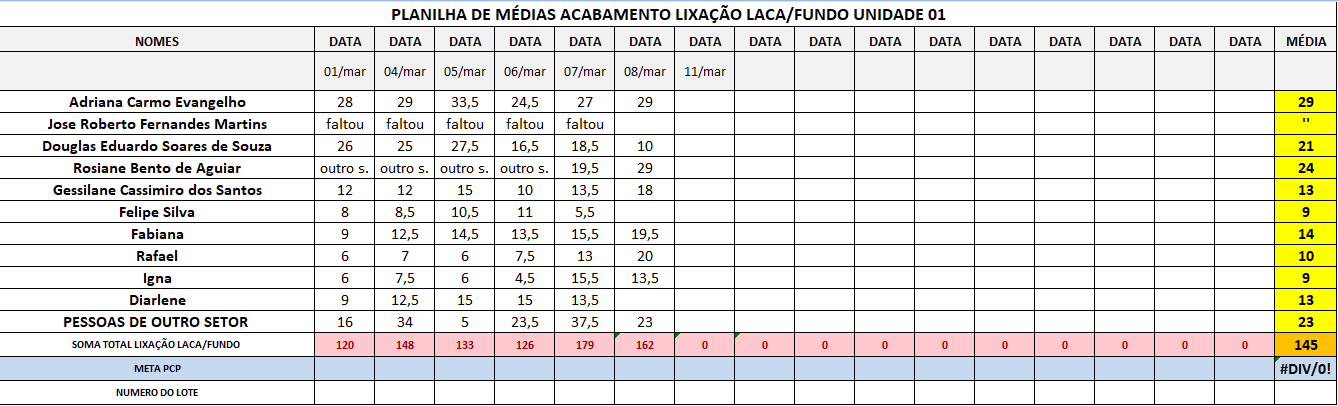 PLANILHA DE MÉDIAS ACABAMENTO LIXAÇÃO LACA/FUNDO UNIDADE 01
NOMES DATA DATA DATA DATA DATA DATA DATA DATA DATA DATA DATA DATA DATA DATA DATA DATA MÉDIA
01/mar 04/mar 05/mar 06/mar 07/mar 08/mar 11/mar
Adriana Carmo Evangelho 28 29 33,5 24,5 27 29 29
Jose Roberto Fernandes Martins faltou faltou faltou faltou faltou ''
Douglas Eduardo Soares de Souza 26 25 27,5 16,5 18,5 10 21
Rosiane Bento de Aguiar outro s. outro s. outro s. outro s. 19,5 29 24
Gessilane Cassimiro dos Santos 12 12 15 10 13,5 18 13
Felipe Silva 8 8,5 10,5 11 5,5 9
Fabiana 9 12,5 14,5 13,5 15,5 19,5 14
Rafael 6 7 6 7,5 13 20 10
Igna 6 7,5 6 4,5 15,5 13,5 9
Diarlene 9 12,5 15 15 13,5 13
PESSOAS DE OUTRO SETOR 16 34 5 23,5 37,5 23 23
SOMA TOTAL LIXAÇÃO LACA/FUNDO 120 148 133 126 179 162 0 0 0 0 0 0 0 0 0 0 145
META PCP #DIV/0!
NUMERO DO LOTE